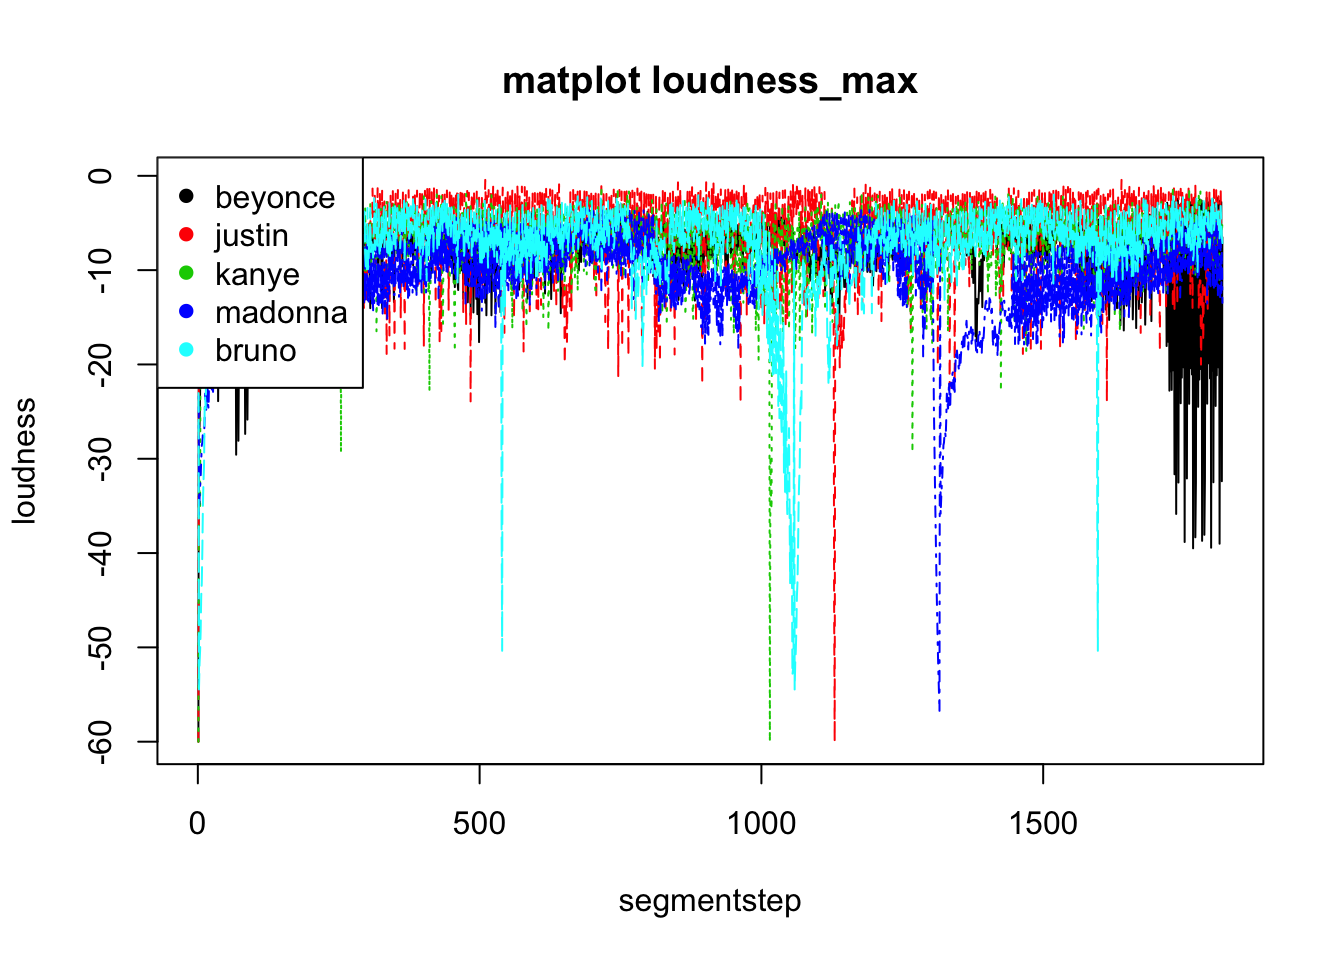 matplot loudness_max
beyonce
justin
kanye
madonna
bruno
loudness
0
-10
-20
-30
-40
-50
-60
0 500 1000 1500
segmentstep